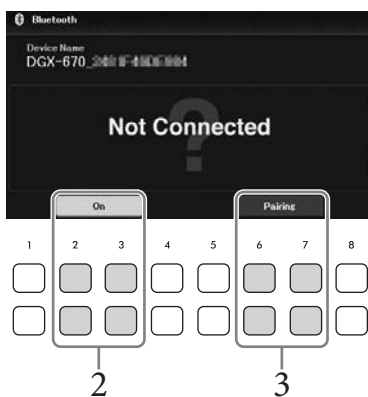 Bluetooth
Device Name
DGX-670_
Not Connected
?
On Pairing
1 2 3 4 5 6 7 8
2 3